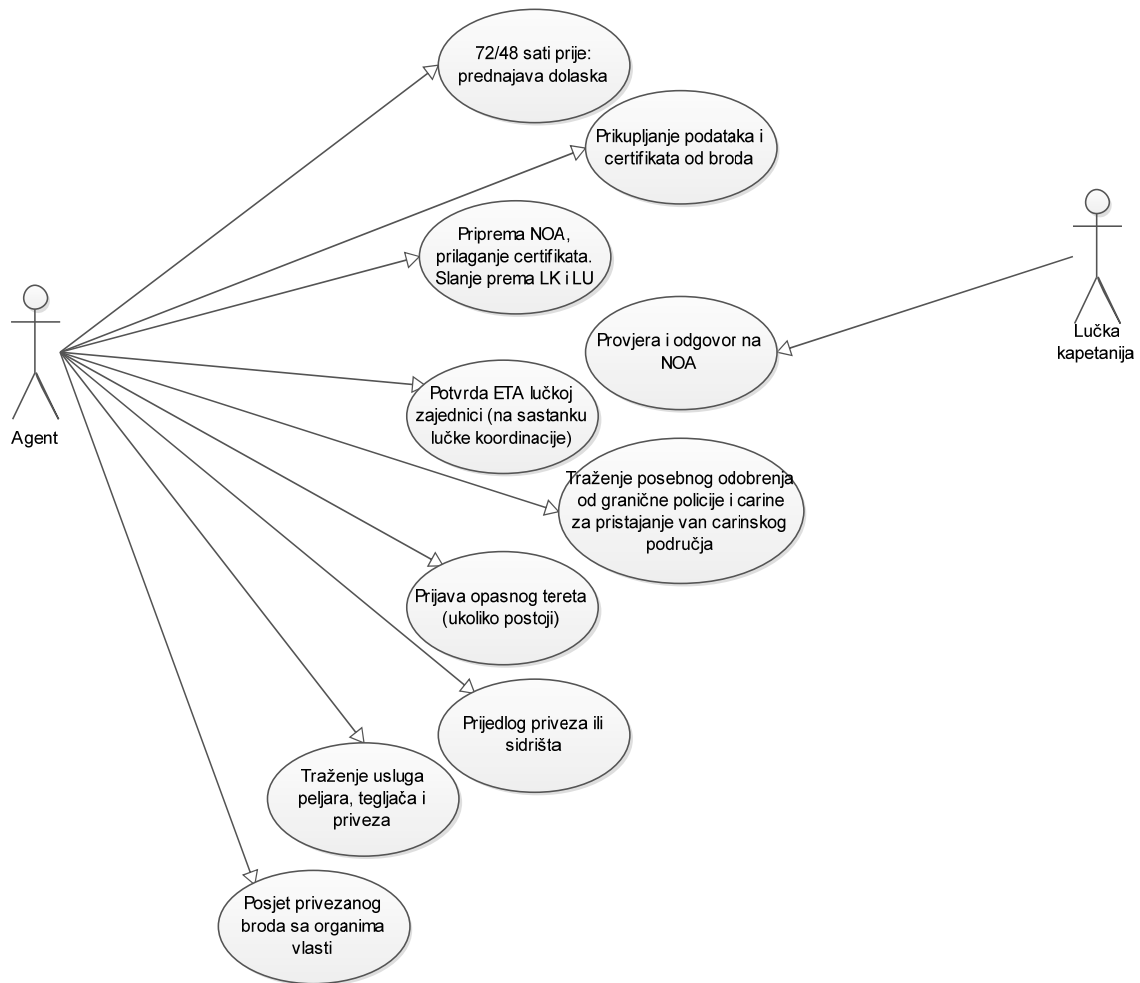 72/48 sati prije:
prednajava dolaska
Prikupljanje podataka i
certifikata od broda
Priprema NOA,
prilaganje certifikata.
Slanje prema LK i LU
Provjera i odgovor na
NOA
Lučka
kapetanija
Agent
Potvrda ETA lučkoj
zajednici (na sastanku
lučke koordinacije)
Traženje posebnog odobrenja
od granične policije i carine
za pristajanje van carinskog
područja
Prijava opasnog tereta
(ukoliko postoji)
Prijedlog priveza ili
sidrišta
Traženje usluga
peljara, tegljača i
priveza
Posjet privezanog
broda sa organima
vlasti